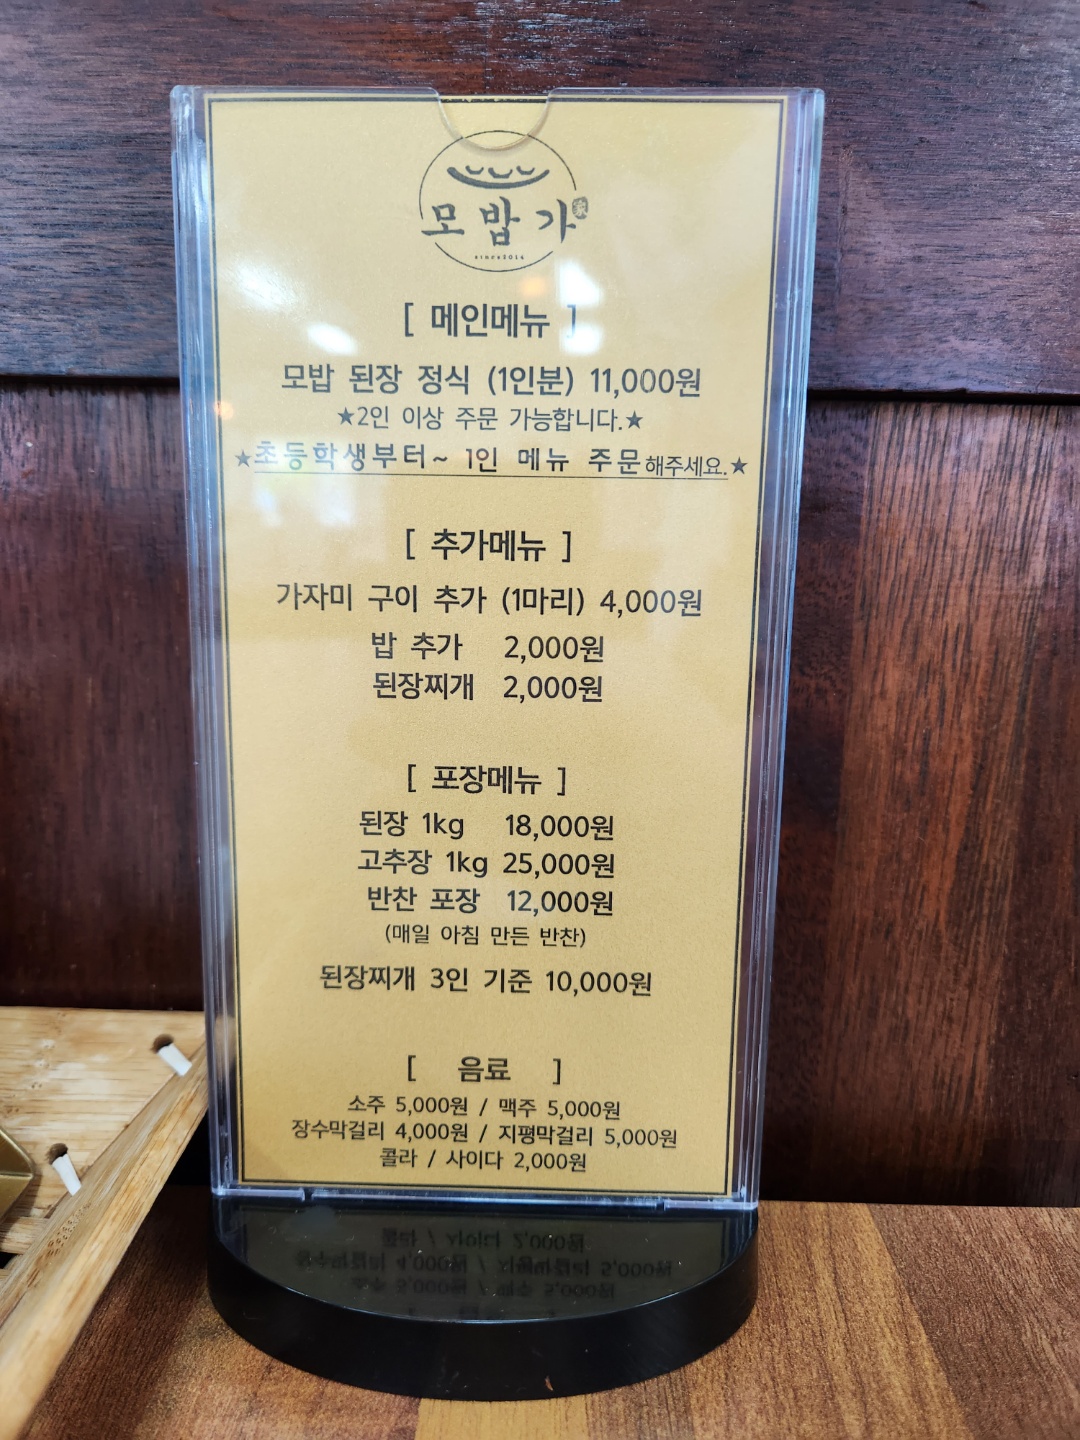 모밥가
since2014
[ 메인메뉴 ]
모밥 된장 정식 (1인분) 11,000원
★2인 이상 주문 가능합니다.★
★초등학생부터~ 1인 메뉴 주문해주세요.★
[ 추가메뉴 ]
가자미 구이 추가 (1마리) 4,000원
밥 추가 2,000원
된장찌개 2,000원
[ 포장메뉴 ]
된장 1kg 18,000원
고추장 1kg 25,000원
반찬 포장 12,000원
(매일 아침 만든 반찬)
된장찌개 3인 기준 10,000원
[ 음료 ]
소주 5,000원 / 맥주 5,000원
장수막걸리 4,000원 / 지평막걸리 5,000원
콜라 / 사이다 2,000원